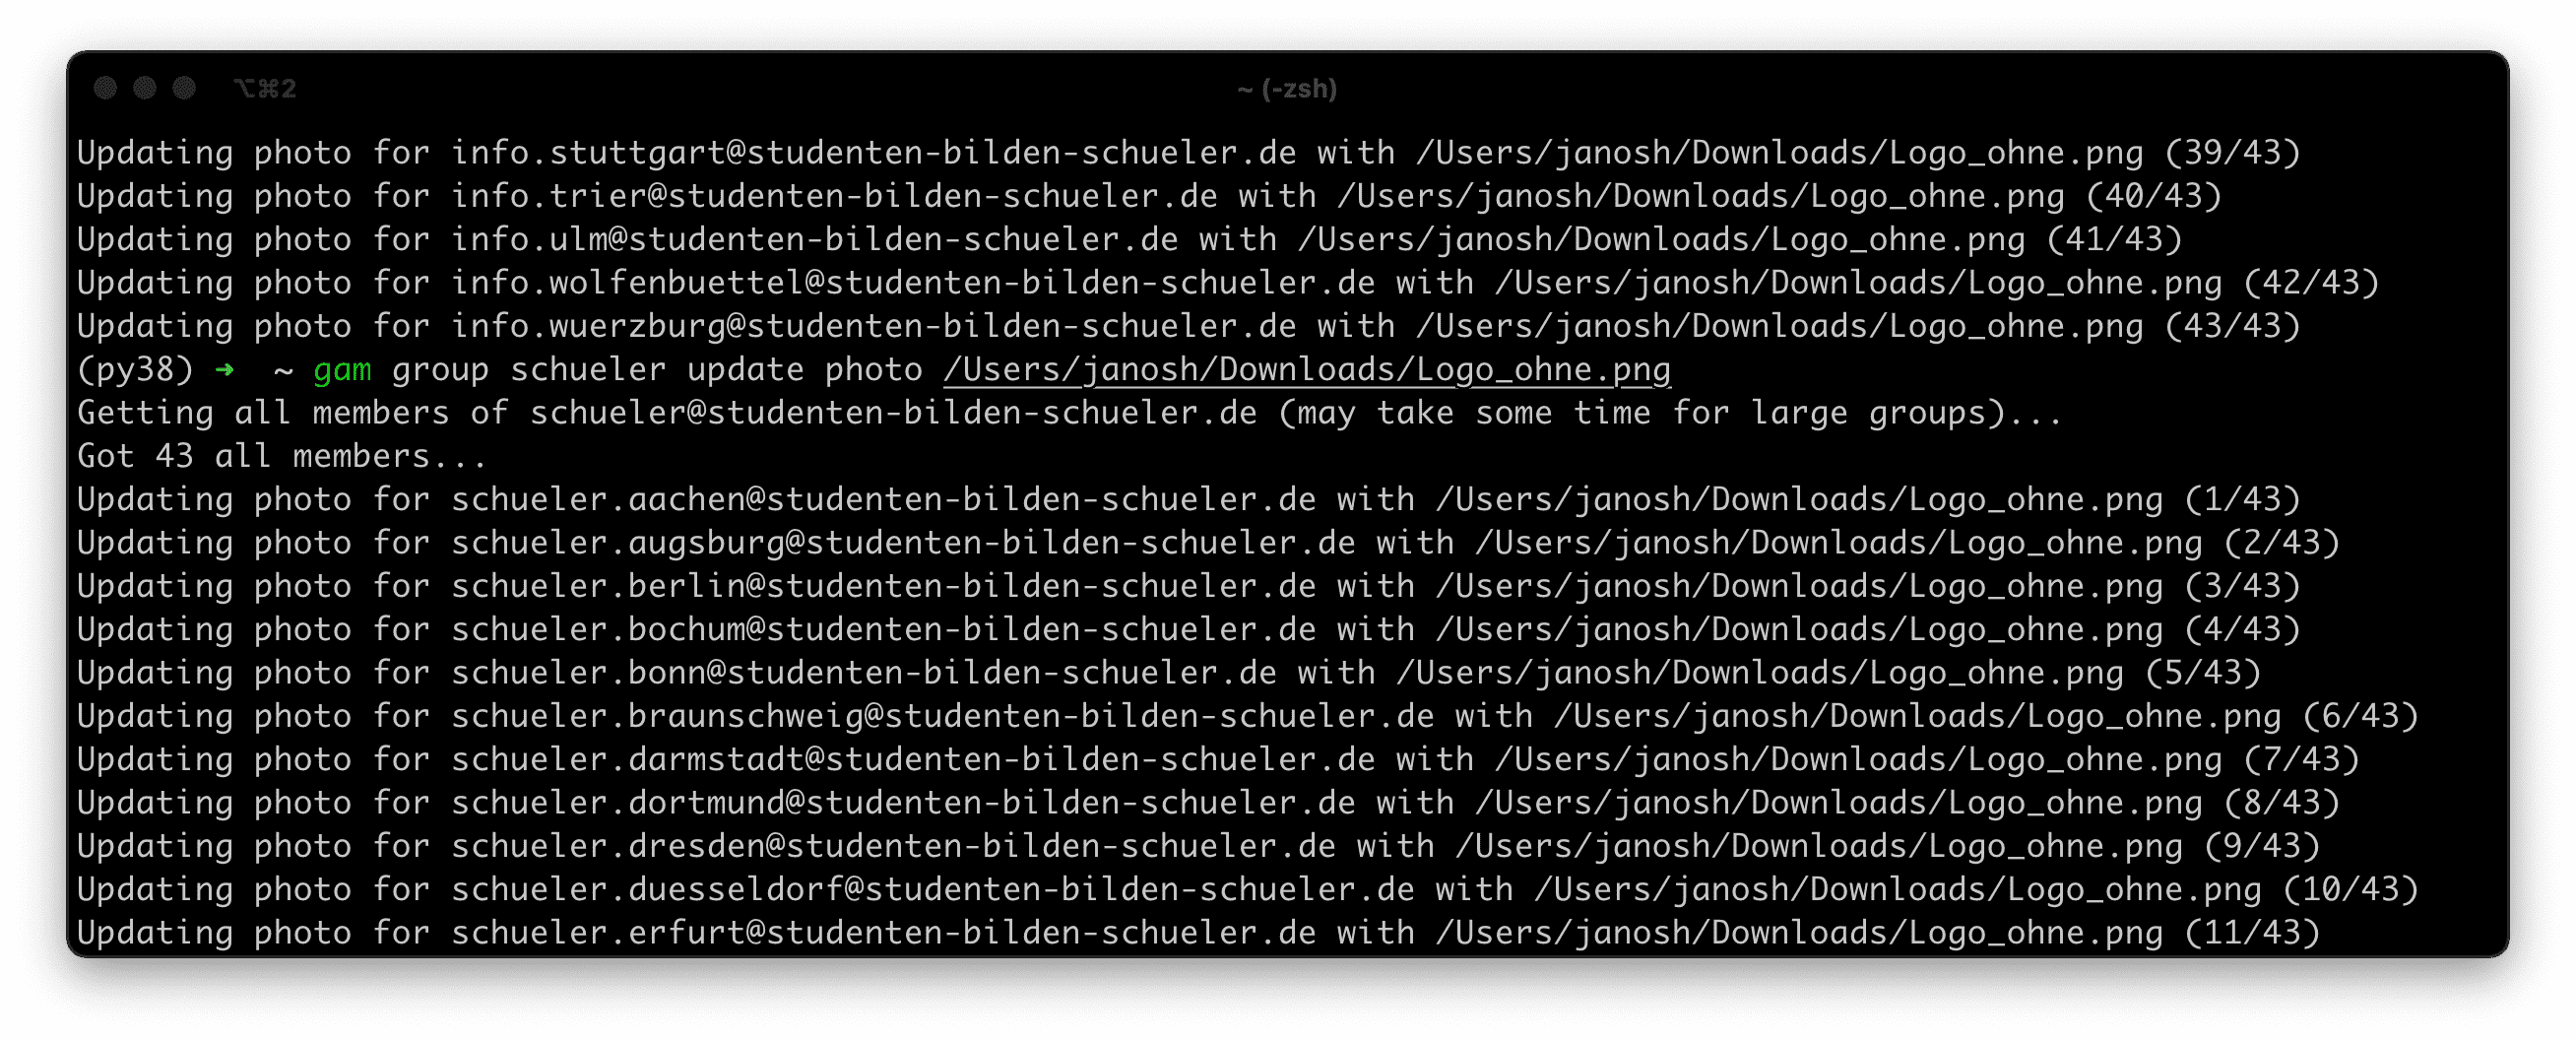 ⌥⌘2
~ (-zsh)
Updating photo for info.stuttgart@studenten-bilden-schueler.de with /Users/janosh/Downloads/Logo_ohne.png (39/43)
Updating photo for info.trier@studenten-bilden-schueler.de with /Users/janosh/Downloads/Logo_ohne.png (40/43)
Updating photo for info.ulm@studenten-bilden-schueler.de with /Users/janosh/Downloads/Logo_ohne.png (41/43)
Updating photo for info.wolfenbuettel@studenten-bilden-schueler.de with /Users/janosh/Downloads/Logo_ohne.png (42/43)
Updating photo for info.wuerzburg@studenten-bilden-schueler.de with /Users/janosh/Downloads/Logo_ohne.png (43/43)
(py38) ➜  ~ gam group schueler update photo /Users/janosh/Downloads/Logo_ohne.png
Getting all members of schueler@studenten-bilden-schueler.de (may take some time for large groups)...
Got 43 all members...
Updating photo for schueler.aachen@studenten-bilden-schueler.de with /Users/janosh/Downloads/Logo_ohne.png (1/43)
Updating photo for schueler.augsburg@studenten-bilden-schueler.de with /Users/janosh/Downloads/Logo_ohne.png (2/43)
Updating photo for schueler.berlin@studenten-bilden-schueler.de with /Users/janosh/Downloads/Logo_ohne.png (3/43)
Updating photo for schueler.bochum@studenten-bilden-schueler.de with /Users/janosh/Downloads/Logo_ohne.png (4/43)
Updating photo for schueler.bonn@studenten-bilden-schueler.de with /Users/janosh/Downloads/Logo_ohne.png (5/43)
Updating photo for schueler.braunschweig@studenten-bilden-schueler.de with /Users/janosh/Downloads/Logo_ohne.png (6/43)
Updating photo for schueler.darmstadt@studenten-bilden-schueler.de with /Users/janosh/Downloads/Logo_ohne.png (7/43)
Updating photo for schueler.dortmund@studenten-bilden-schueler.de with /Users/janosh/Downloads/Logo_ohne.png (8/43)
Updating photo for schueler.dresden@studenten-bilden-schueler.de with /Users/janosh/Downloads/Logo_ohne.png (9/43)
Updating photo for schueler.duesseldorf@studenten-bilden-schueler.de with /Users/janosh/Downloads/Logo_ohne.png (10/43)
Updating photo for schueler.erfurt@studenten-bilden-schueler.de with /Users/janosh/Downloads/Logo_ohne.png (11/43)